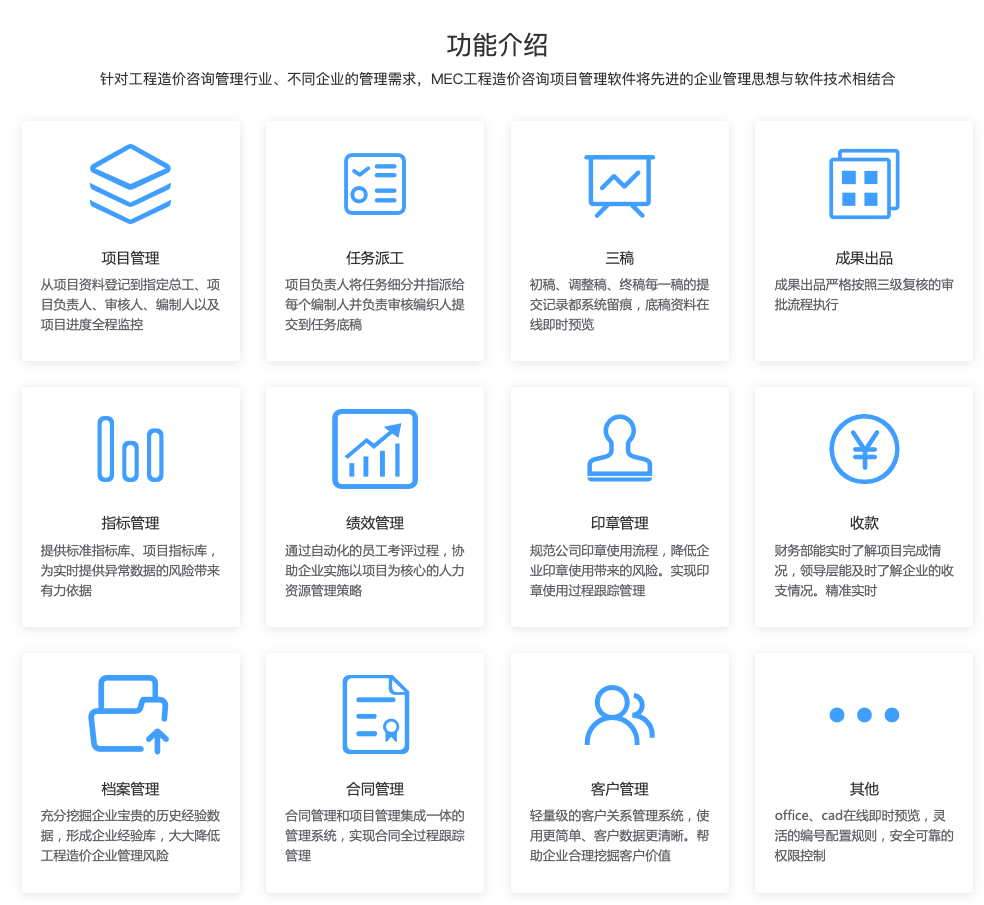 功能介绍
针对工程造价咨询管理行业、不同企业的管理需求，MEC工程造价咨询项目管理软件将先进的企业管理思想与软件技术相结合
项目管理
从项目资料登记到指定总工、项
目负责人、审核人、编制人以及
项目进度全程监控
任务派工
项目负责人将任务细分并指派给
每个编制人并负责审核编织人提
交到任务底稿
三稿
初稿、调整稿、终稿每一稿的提
交记录都系统留痕，底稿资料在
线即时预览
成果出品
成果出品严格按照三级复核的审
批流程执行
指标管理
提供标准指标库、项目指标库，
为实时提供异常数据的风险带来
有力依据
绩效管理
通过自动化的员工考评过程，协
助企业实施以项目为核心的人力
资源管理策略
印章管理
规范公司印章使用流程，降低企
业印章使用带来的风险。实现印
章使用过程跟踪管理
收款
财务部能实时了解项目完成情
况，领导层能及时了解企业的收
支情况。精准实时
档案管理
充分挖掘企业宝贵的历史经验数
据，形成企业经验库，大大降低
工程造价企业管理风险
合同管理
合同管理和项目管理集成一体的
管理系统，实现合同全过程跟踪
管理
客户管理
轻量级的客户关系管理系统，使
用更简单、客户数据更清晰。帮
助企业合理挖掘客户价值
其他
office、cad在线即时预览，灵
活的编号配置规则，安全可靠的
权限控制